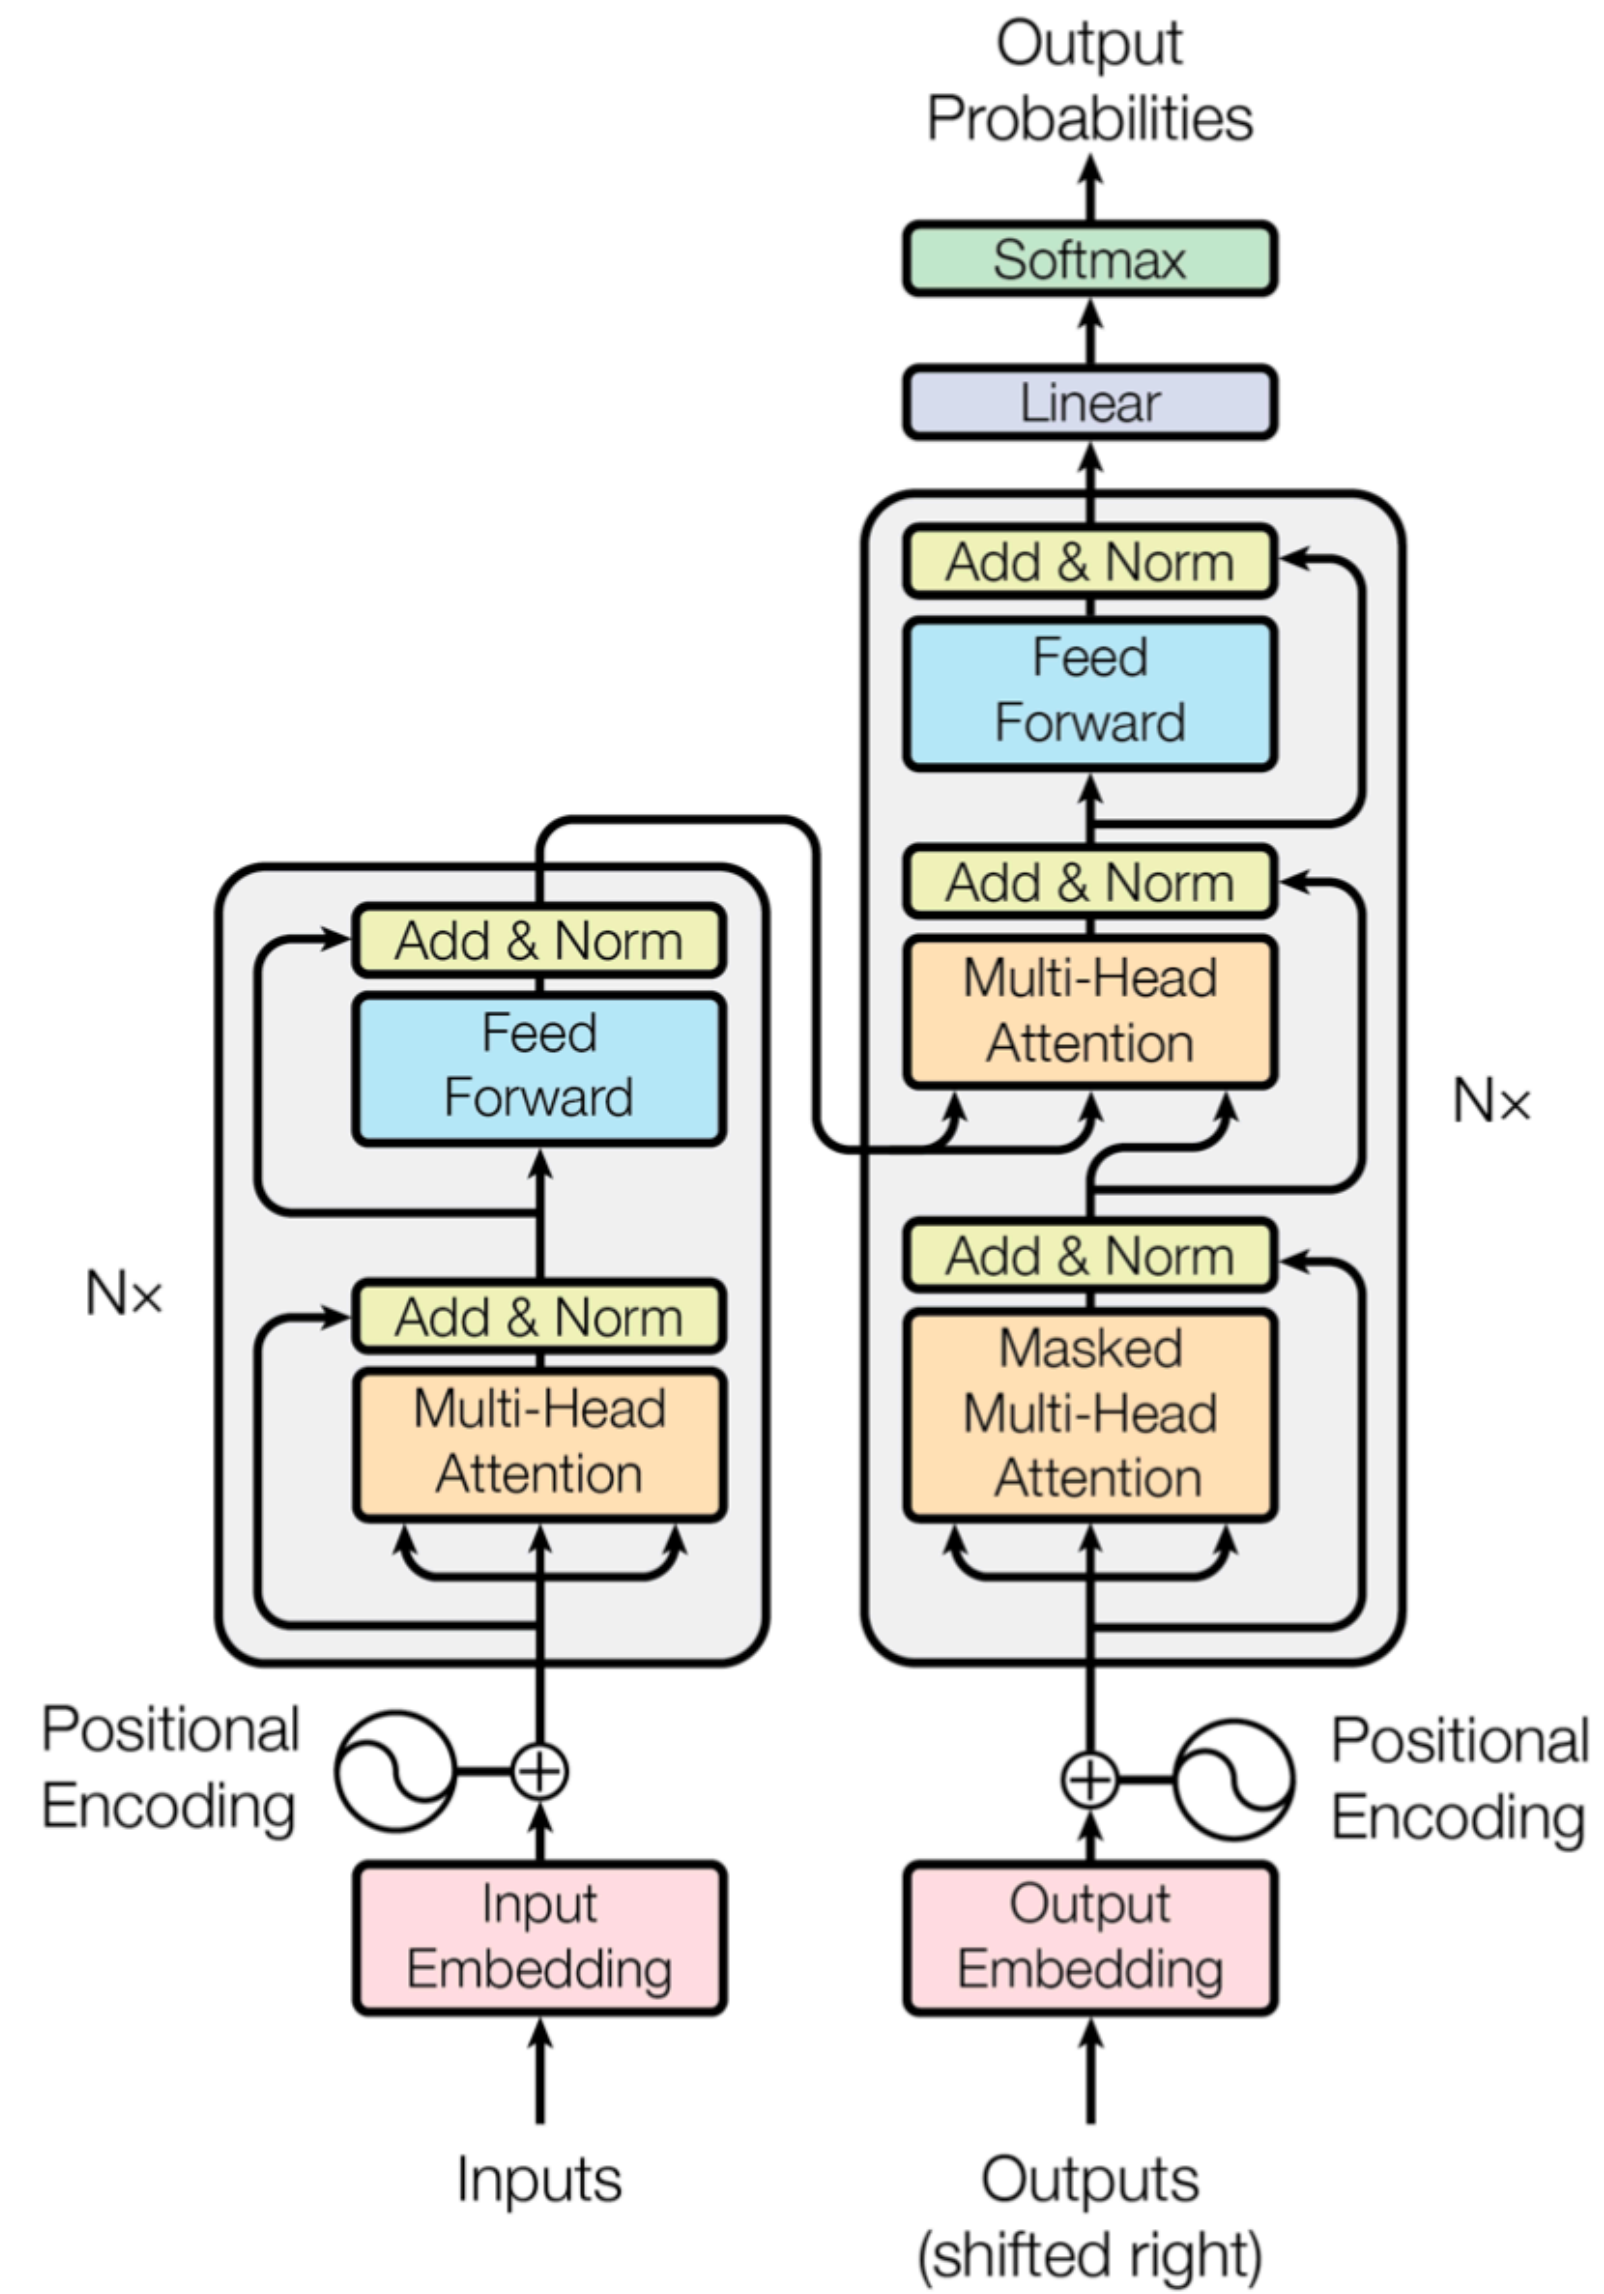 Output
Probabilities
Softmax
Linear
Add & Norm
Feed
Forward
Add & Norm
Multi-Head
Attention
Nx
Add & Norm
Masked
Multi-Head
Attention
Add & Norm
Feed
Forward
Nx
Add & Norm
Multi-Head
Attention
Positional
Encoding
Positional
Encoding
Input
Embedding
Output
Embedding
Inputs
Outputs
(shifted right)